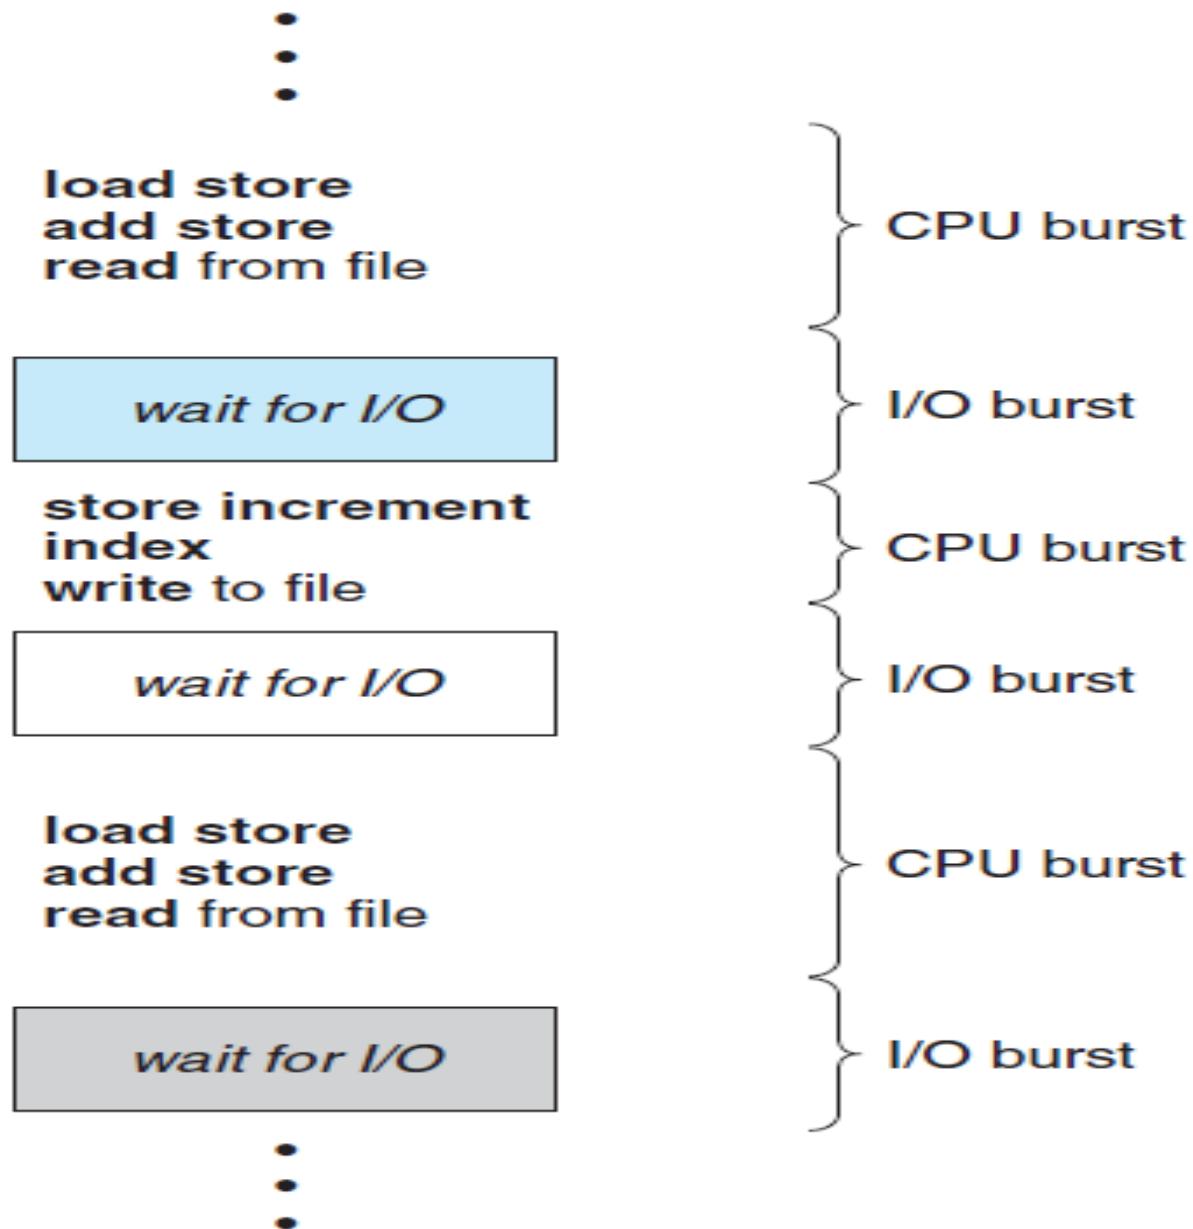 load store
add store
read from file
CPU burst
wait for I/O
I/O burst
store increment
index
write to file
CPU burst
wait for I/O
I/O burst
load store
add store
read from file
CPU burst
wait for I/O
I/O burst